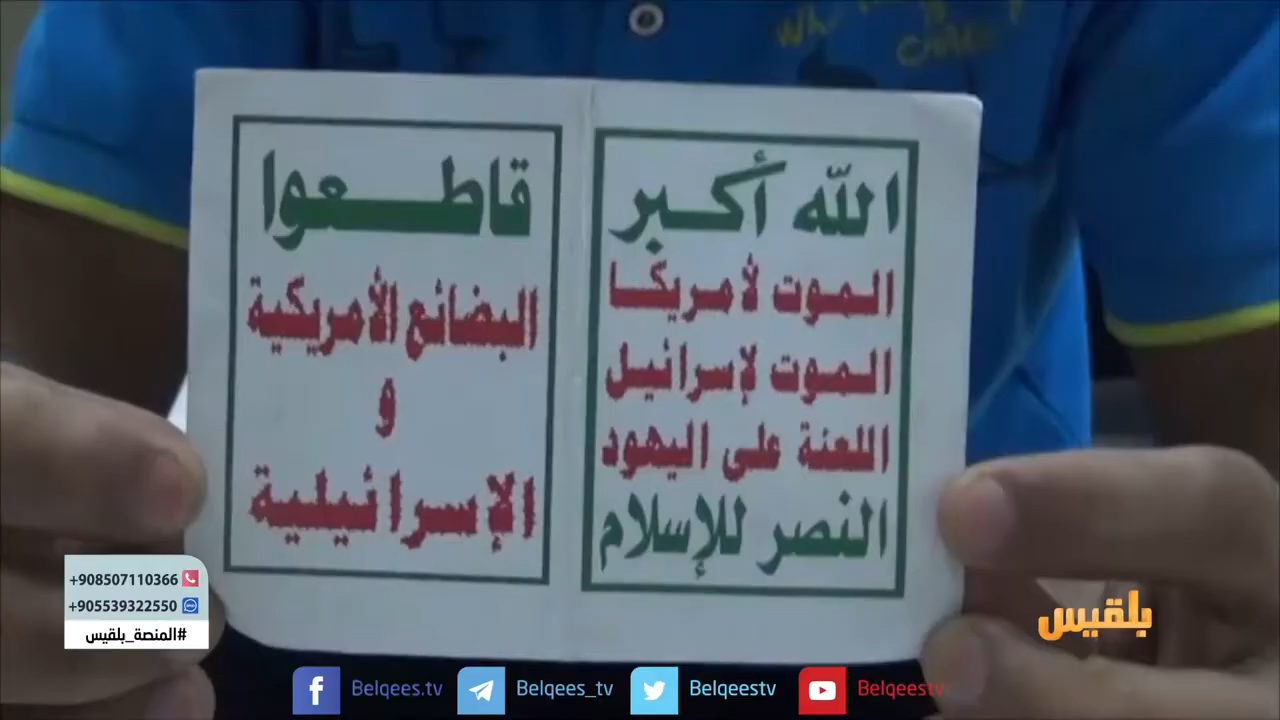 الله أكبر
الموت لأمريكا
الموت لإسرائيل
اللعنة على اليهود
النصر للإسلام
قاطعوا
البضائع الأمريكية
و
الإسرائيلية
+908507110366
+905539322550
#المنصة_بلقيس
بلقيس
Belqees.tv
Belqees_tv
Belqeestv
Belqeestv